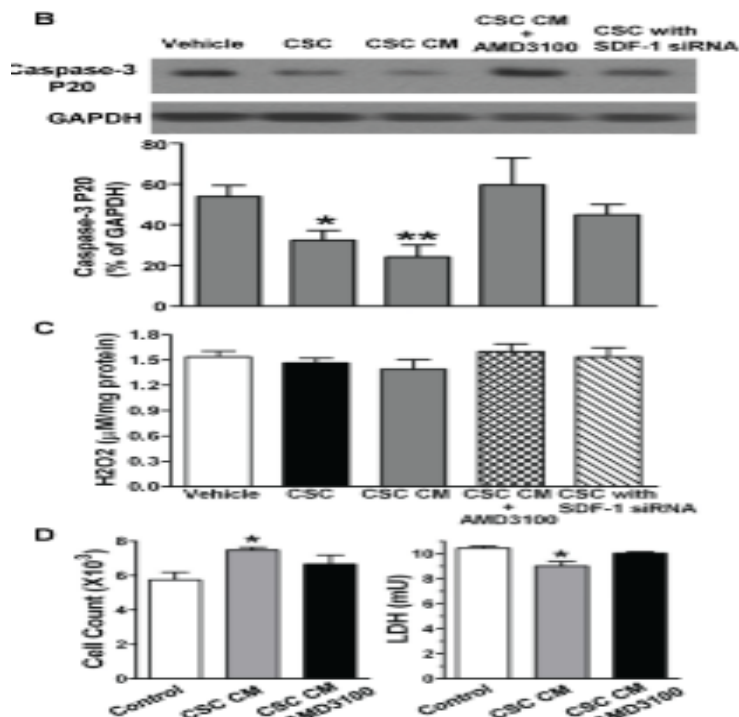 B
Vehicle CSC CSC CM CSC CM + AMD3100 CSC with SDF-1 siRNA
Caspase-3 P20
GAPDH
Caspase-3 P20 (% of GAPDH)
80
60
40
20
0
* **
C
H2O2 (μM/mg protein)
1.8
1.5
1.2
0.9
0.6
0.3
0.0
Vehicle CSC CSC CM CSC CM + AMD3100 CSC with SDF-1 siRNA
D
Cell Count (X10³)
8
6
4
2
0
*
Control CSC CM CSC CM AMD3100
LDH (mU)
10
8
6
4
2
0
*
Control CSC CM CSC CM AMD3100